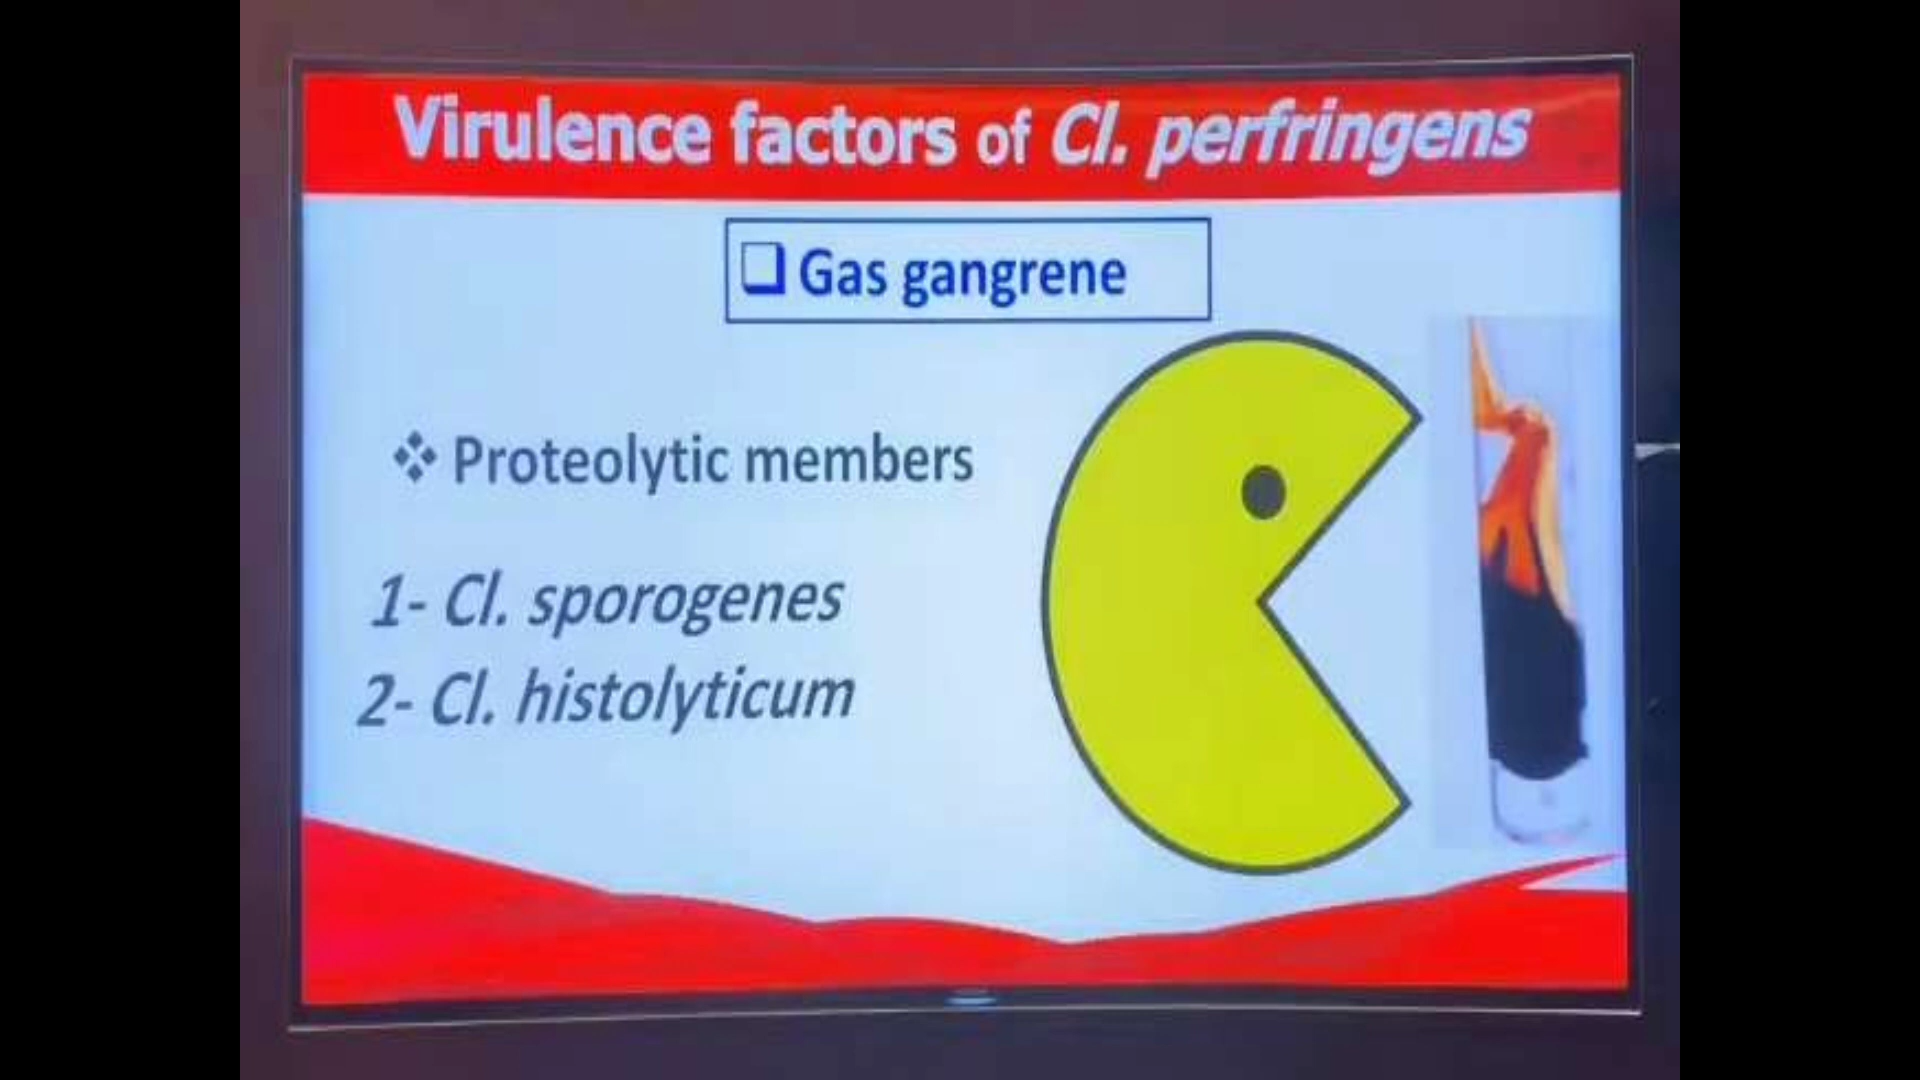 Virulence factors of Cl. perfringens
❑ Gas gangrene
❖ Proteolytic members
1- Cl. sporogenes
2- Cl. histolyticum